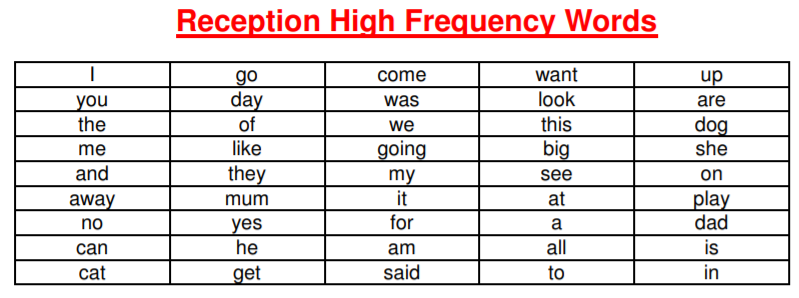 Reception High Frequency Words
I go come want up
you day was look are
the of we this dog
me like going big she
and they my see on
away mum it at play
no yes for a dad
can he am all is
cat get said to in